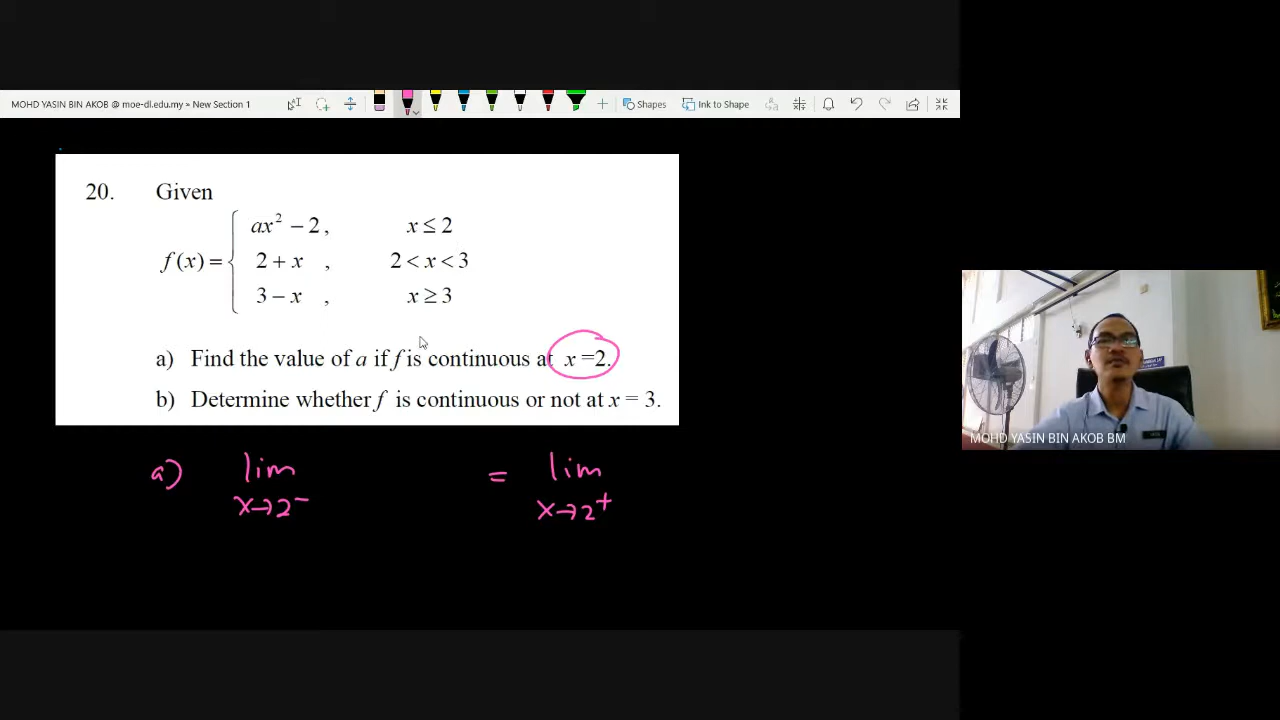 MOHD YASIN BIN AKOB @ moe-dl.edu.my » New Section 1
Shapes
Ink to Shape
20. Given
f(x) = { ax² − 2, x ≤ 2
2 + x , 2 < x < 3
3 − x , x ≥ 3
a) Find the value of a if f is continuous at x =2.
b) Determine whether f is continuous or not at x = 3.
a) lim x→2⁻ = lim x→2⁺
MOHD YASIN BIN AKOB BM